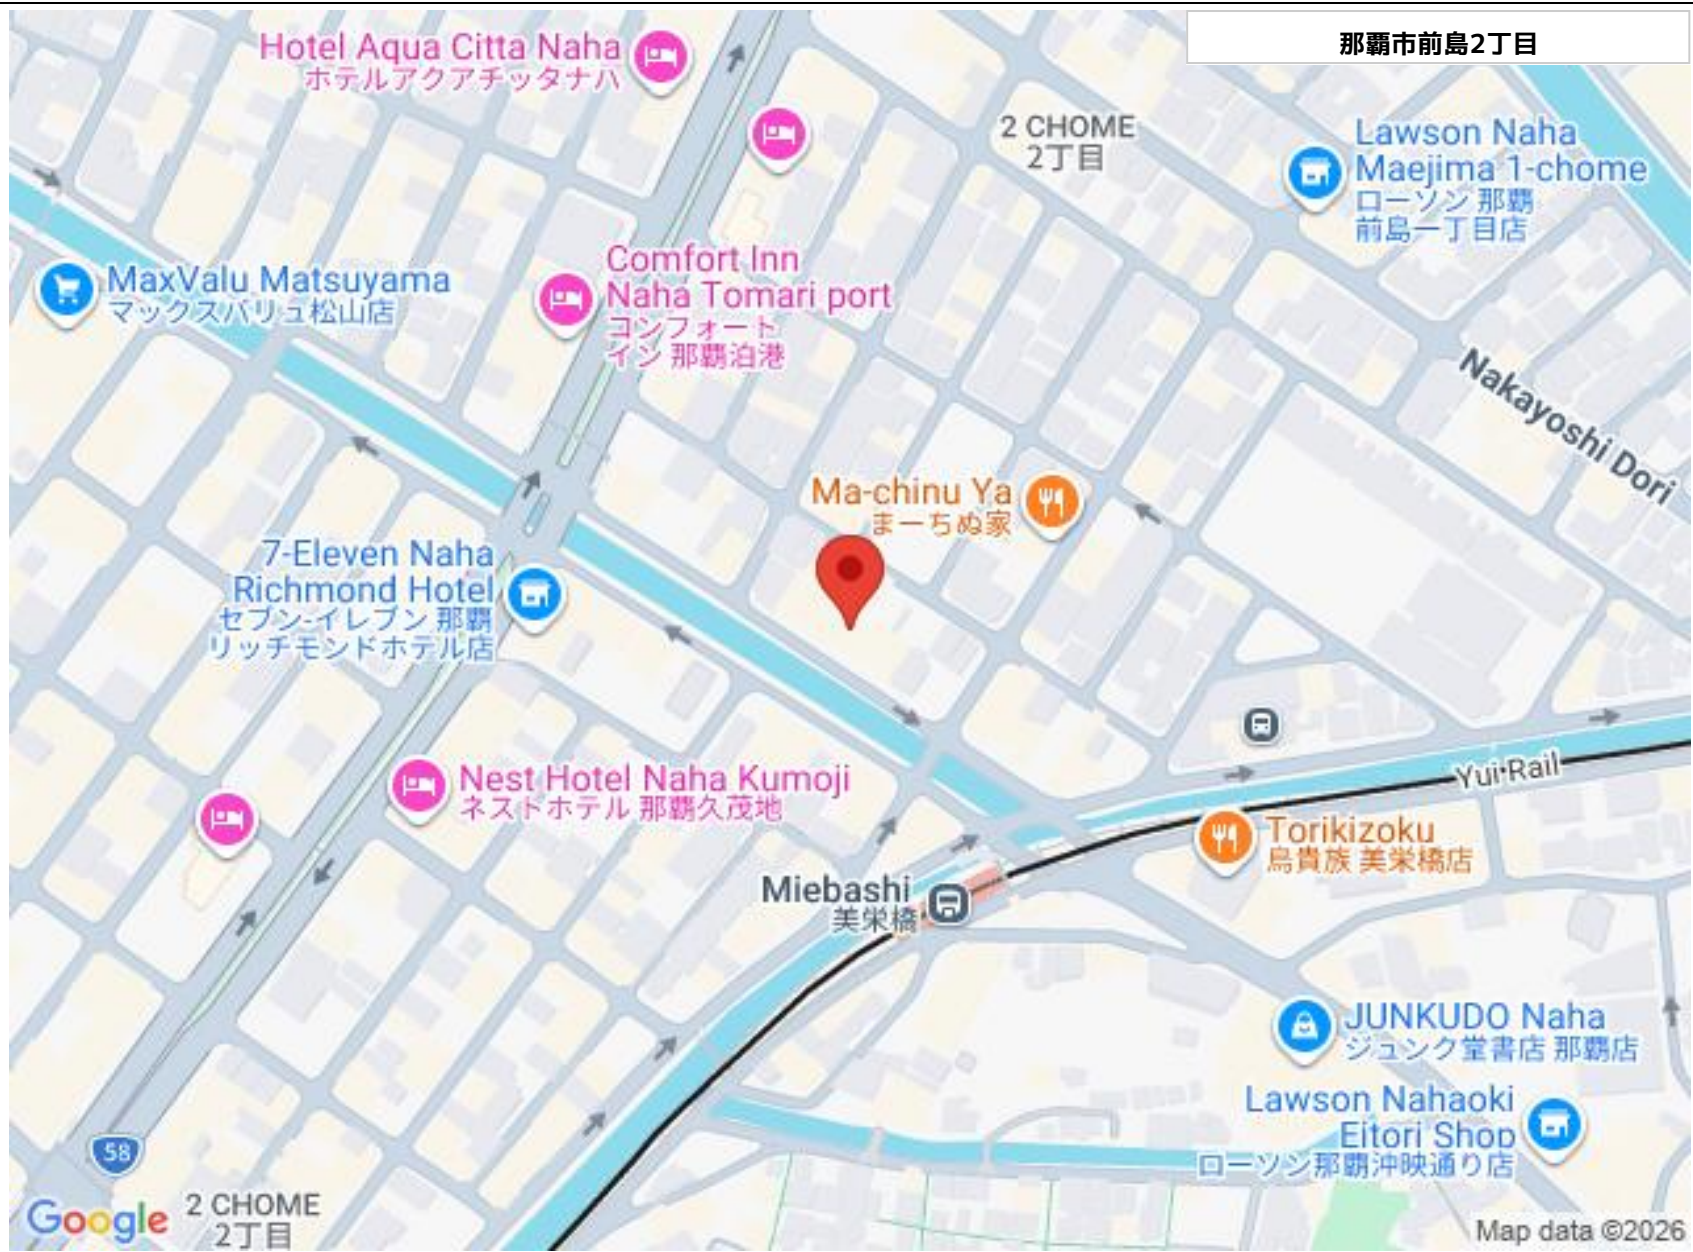 那覇市前島2丁目
Hotel Aqua Citta Naha
ホテルアクアチッタナハ
2 CHOME
2丁目
Lawson Naha
Maejima 1-chome
ローソン 那覇
前島一丁目店
MaxValu Matsuyama
マックスバリュ松山店
Comfort Inn
Naha Tomari port
コンフォート
イン 那覇泊港
Nakayoshi Dori
Ma-chinu Ya
まーちぬ家
7-Eleven Naha
Richmond Hotel
セブン-イレブン 那覇
リッチモンドホテル店
Nest Hotel Naha Kumoji
ネストホテル 那覇久茂地
Yui Rail
Torikizoku
鳥貴族 美栄橋店
Miebashi
美栄橋
JUNKUDO Naha
ジュンク堂書店 那覇店
Lawson Nahaoki
Eitori Shop
ローソン那覇沖映通り店
58
2 CHOME
2丁目
Google
Map data ©2026